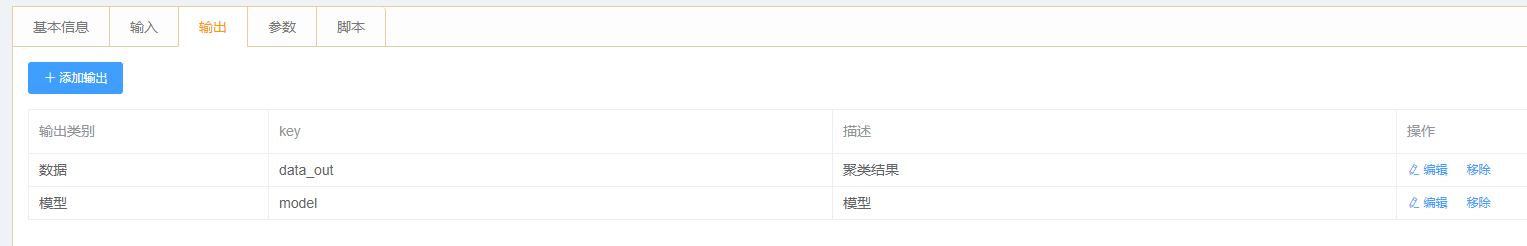 基本信息 输入 输出 参数 脚本
添加输出
输出类别 key 描述 操作
数据 data_out 聚类结果 编辑 移除
模型 model 模型 编辑 移除